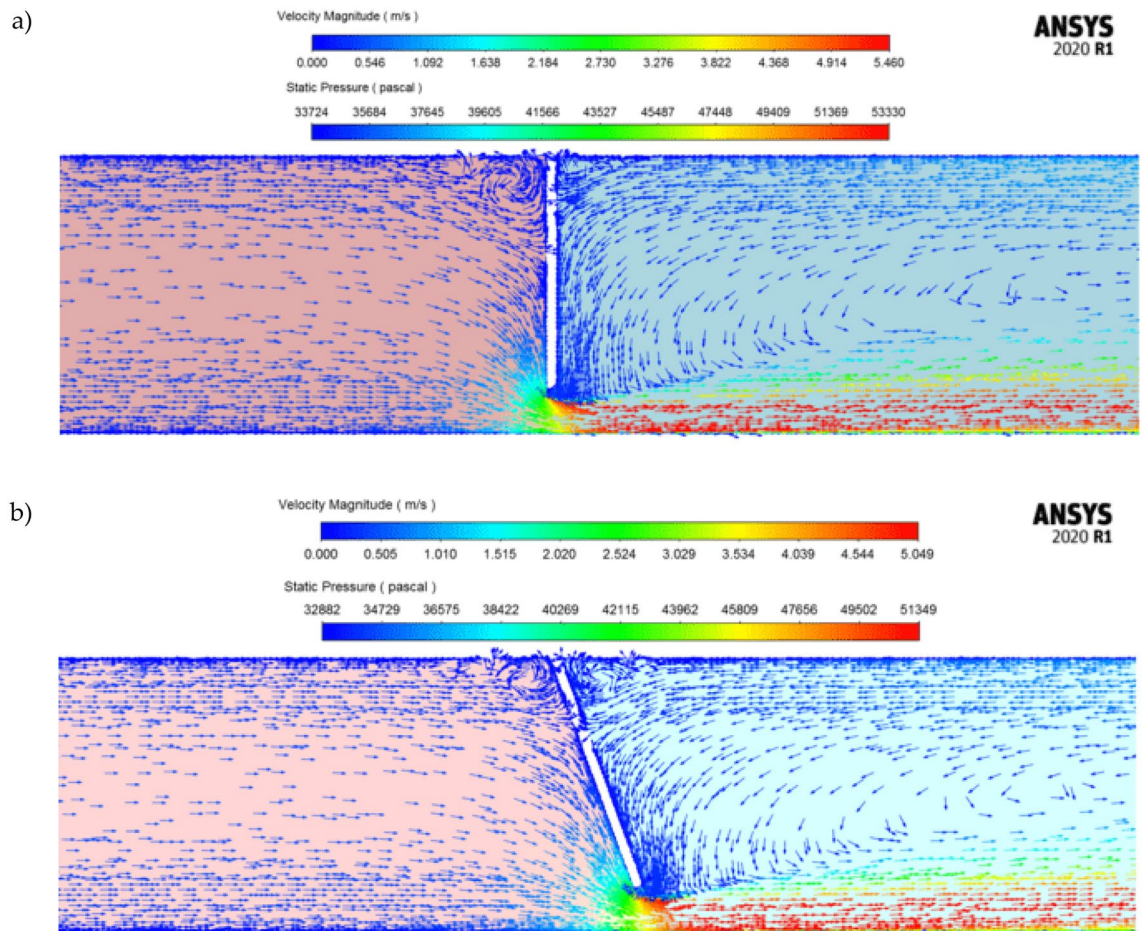 a)
Velocity Magnitude ( m/s )
0.000 0.546 1.092 1.638 2.184 2.730 3.276 3.822 4.368 4.914 5.460
Static Pressure ( pascal )
33724 35684 37645 39605 41566 43527 45487 47448 49409 51369 53330
ANSYS
2020 R1
b)
Velocity Magnitude ( m/s )
0.000 0.505 1.010 1.515 2.020 2.524 3.029 3.534 4.039 4.544 5.049
Static Pressure ( pascal )
32882 34729 36575 38422 40269 42115 43962 45809 47656 49502 51349
ANSYS
2020 R1